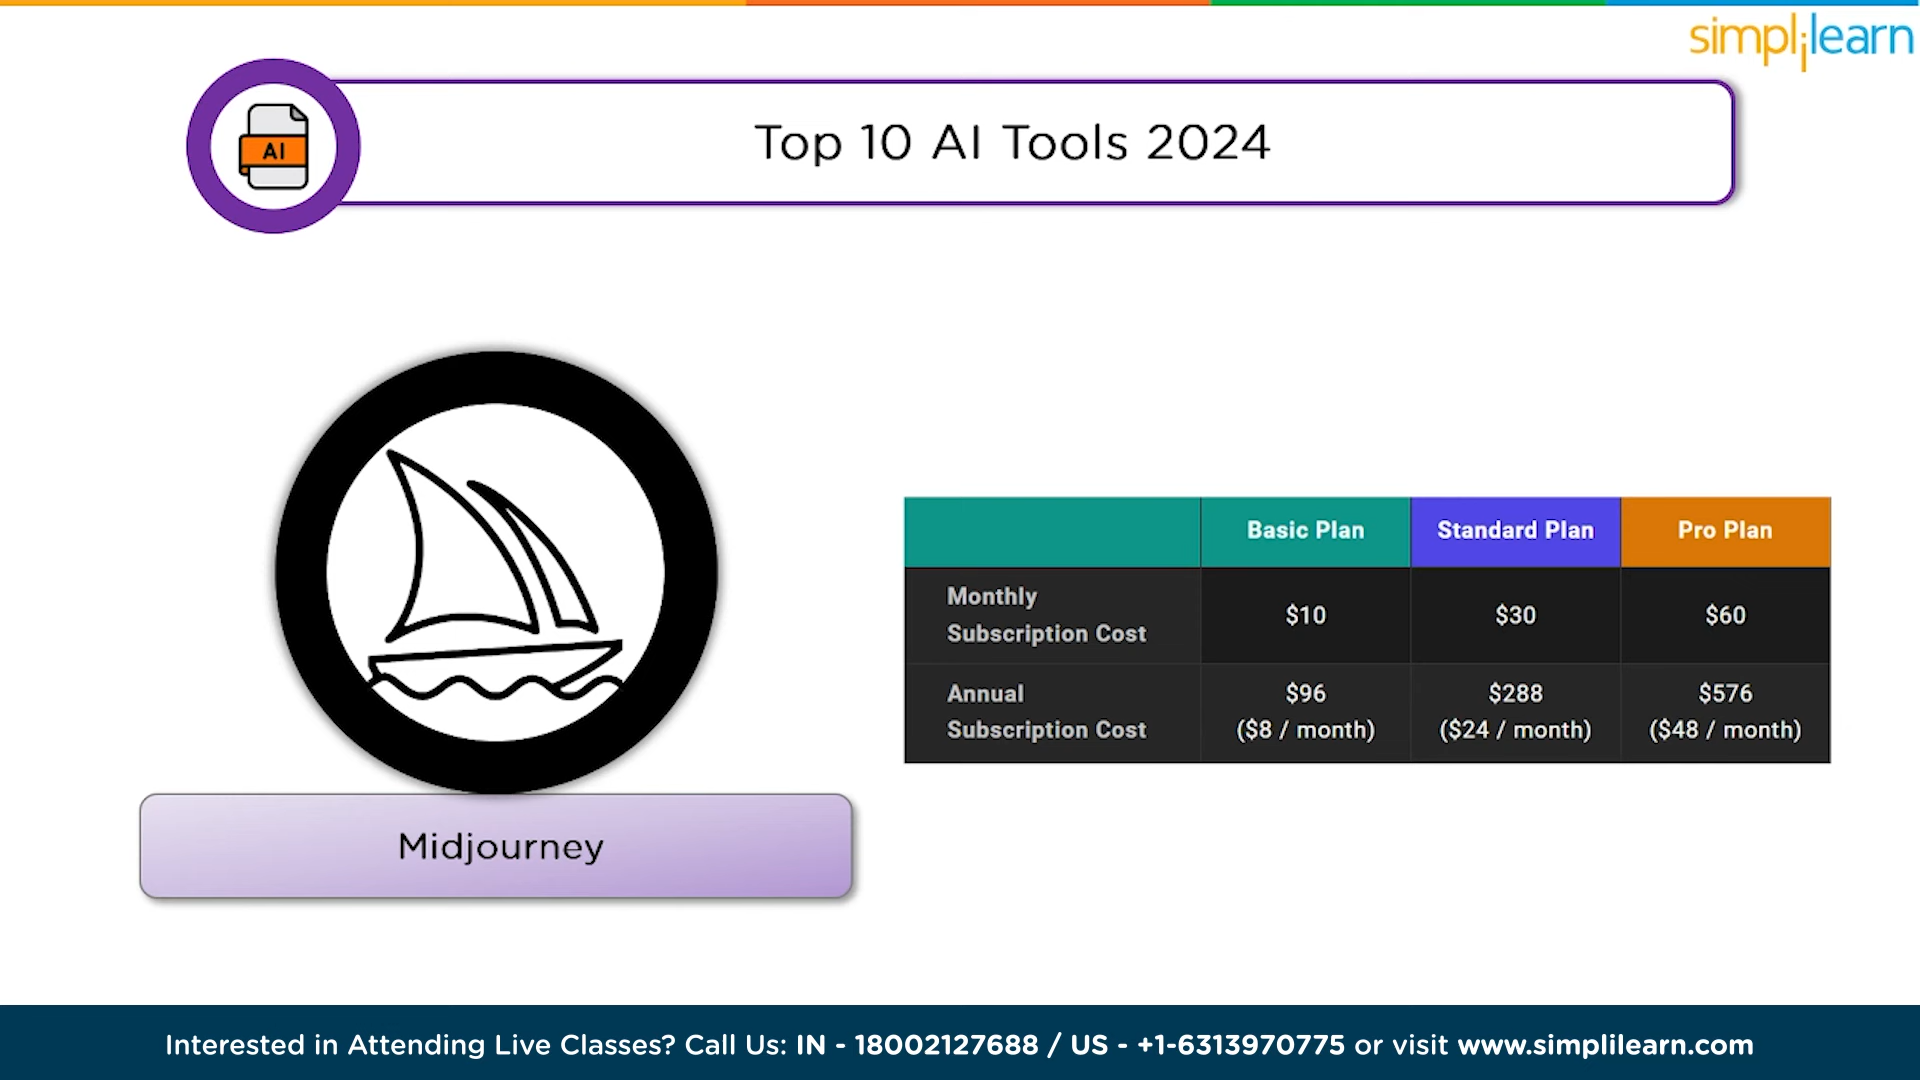 simplilearn
AI
Top 10 AI Tools 2024
Basic Plan Standard Plan Pro Plan
Monthly
Subscription Cost
$10 $30 $60
Annual
Subscription Cost
$96 $288 $576
($8 / month) ($24 / month) ($48 / month)
Midjourney
Interested in Attending Live Classes? Call Us: IN - 18002127688 / US - +1-6313970775 or visit www.simplilearn.com